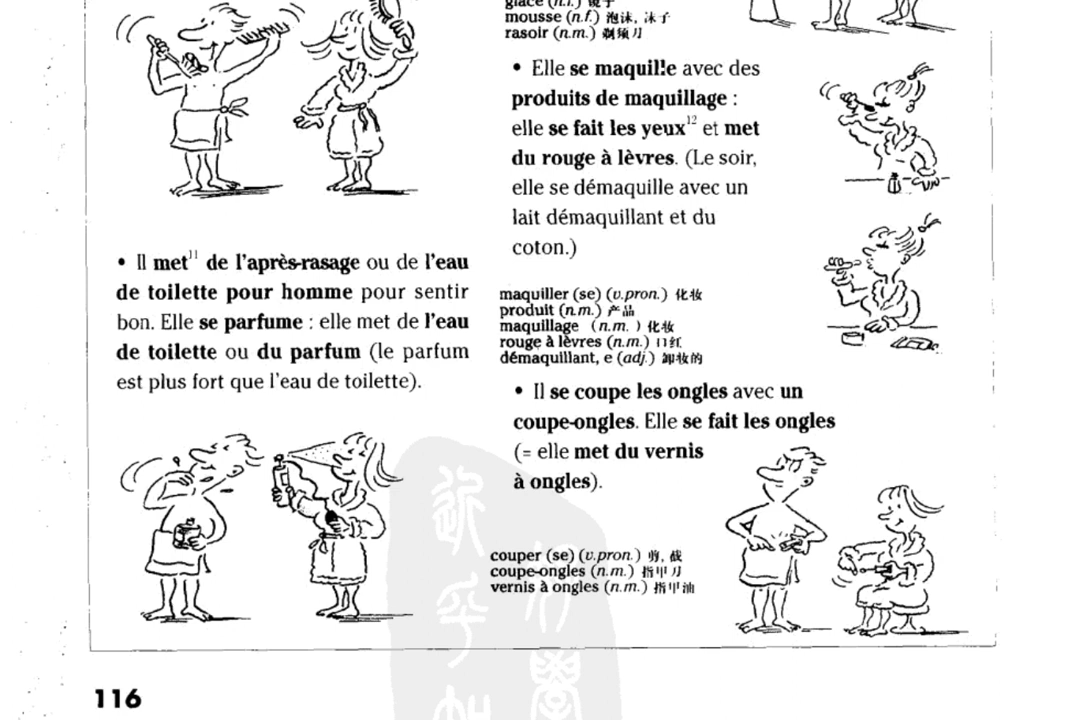 • Il met¹¹ de l'après-rasage ou de l'eau
de toilette pour homme pour sentir
bon. Elle se parfume : elle met de l'eau
de toilette ou du parfum (le parfum
est plus fort que l'eau de toilette).
glace (n.f.) 镜子
mousse (n.f.) 泡沫, 沫子
rasoir (n.m.) 剃须刀
• Elle se maquille avec des
produits de maquillage :
elle se fait les yeux¹² et met
du rouge à lèvres. (Le soir,
elle se démaquille avec un
lait démaquillant et du
coton.)
maquiller (se) (v.pron.) 化妆
produit (n.m.) 产品
maquillage (n.m. ) 化妆
rouge à lèvres (n.m.) 口红
démaquillant, e (adj.) 卸妆的
• Il se coupe les ongles avec un
coupe-ongles. Elle se fait les ongles
(= elle met du vernis
à ongles).
couper (se) (v.pron.) 剪, 截
coupe-ongles (n.m.) 指甲刀
vernis à ongles (n.m.) 指甲油
116